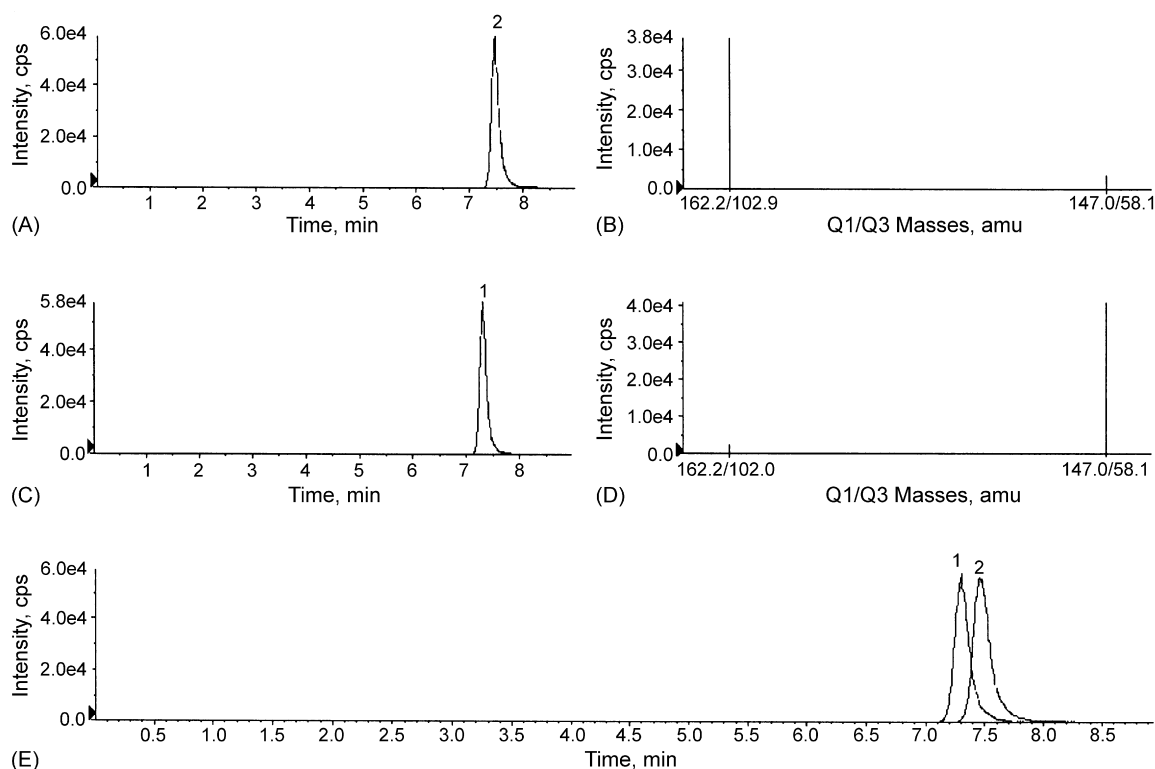 2
6.0e4
4.0e4
2.0e4
0.0
Intensity, cps
1 2 3 4 5 6 7 8
Time, min
(A)
3.8e4
3.0e4
2.0e4
1.0e4
0.0
Intensity, cps
162.2/102.9 147.0/58.1
Q1/Q3 Masses, amu
(B)
1
5.8e4
4.0e4
2.0e4
0.0
Intensity, cps
1 2 3 4 5 6 7 8
Time, min
(C)
4.0e4
3.0e4
2.0e4
1.0e4
0.0
Intensity, cps
162.2/102.0 147.0/58.1
Q1/Q3 Masses, amu
(D)
1 2
6.0e4
4.0e4
2.0e4
0.0
Intensity, cps
0.5 1.0 1.5 2.0 2.5 3.0 3.5 4.0 4.5 5.0 5.5 6.0 6.5 7.0 7.5 8.0 8.5
Time, min
(E)